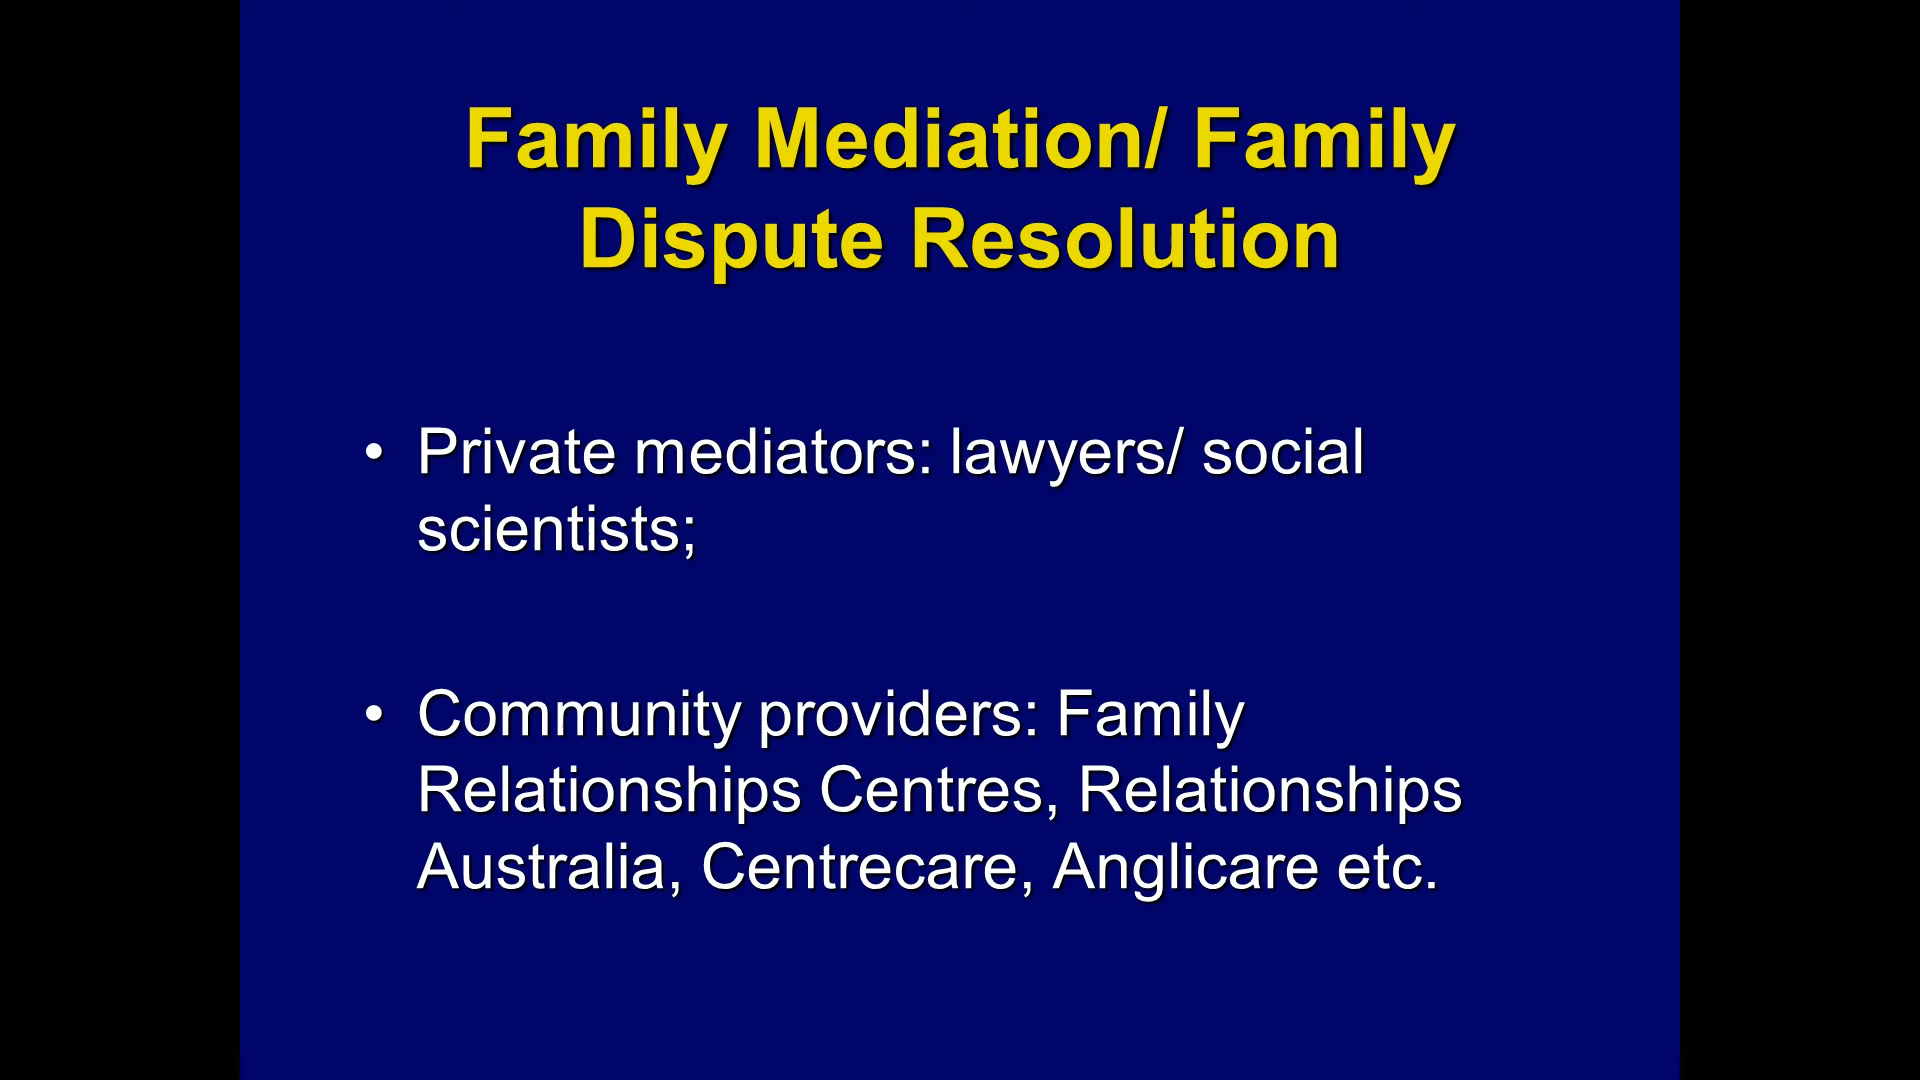 Family Mediation/ Family
Dispute Resolution
• Private mediators: lawyers/ social
scientists;
• Community providers: Family
Relationships Centres, Relationships
Australia, Centrecare, Anglicare etc.